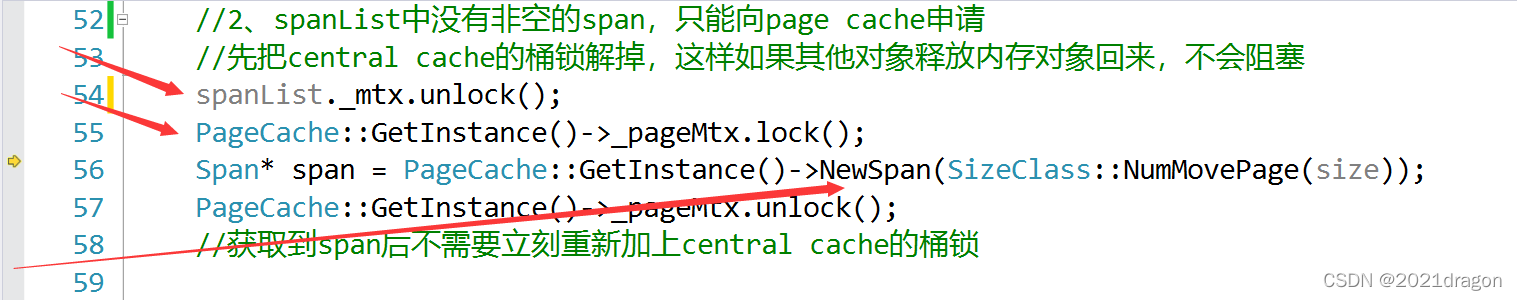 52 //2、spanList中没有非空的span，只能向page cache申请
53 //先把central cache的桶锁解掉，这样如果其他对象释放内存对象回来，不会阻塞
54 spanList._mtx.unlock();
55 PageCache::GetInstance()->_pageMtx.lock();
56 Span* span = PageCache::GetInstance()->NewSpan(SizeClass::NumMovePage(size));
57 PageCache::GetInstance()->_pageMtx.unlock();
58 //获取到span后不需要立刻重新加上central cache的桶锁
59
CSDN @2021dragon